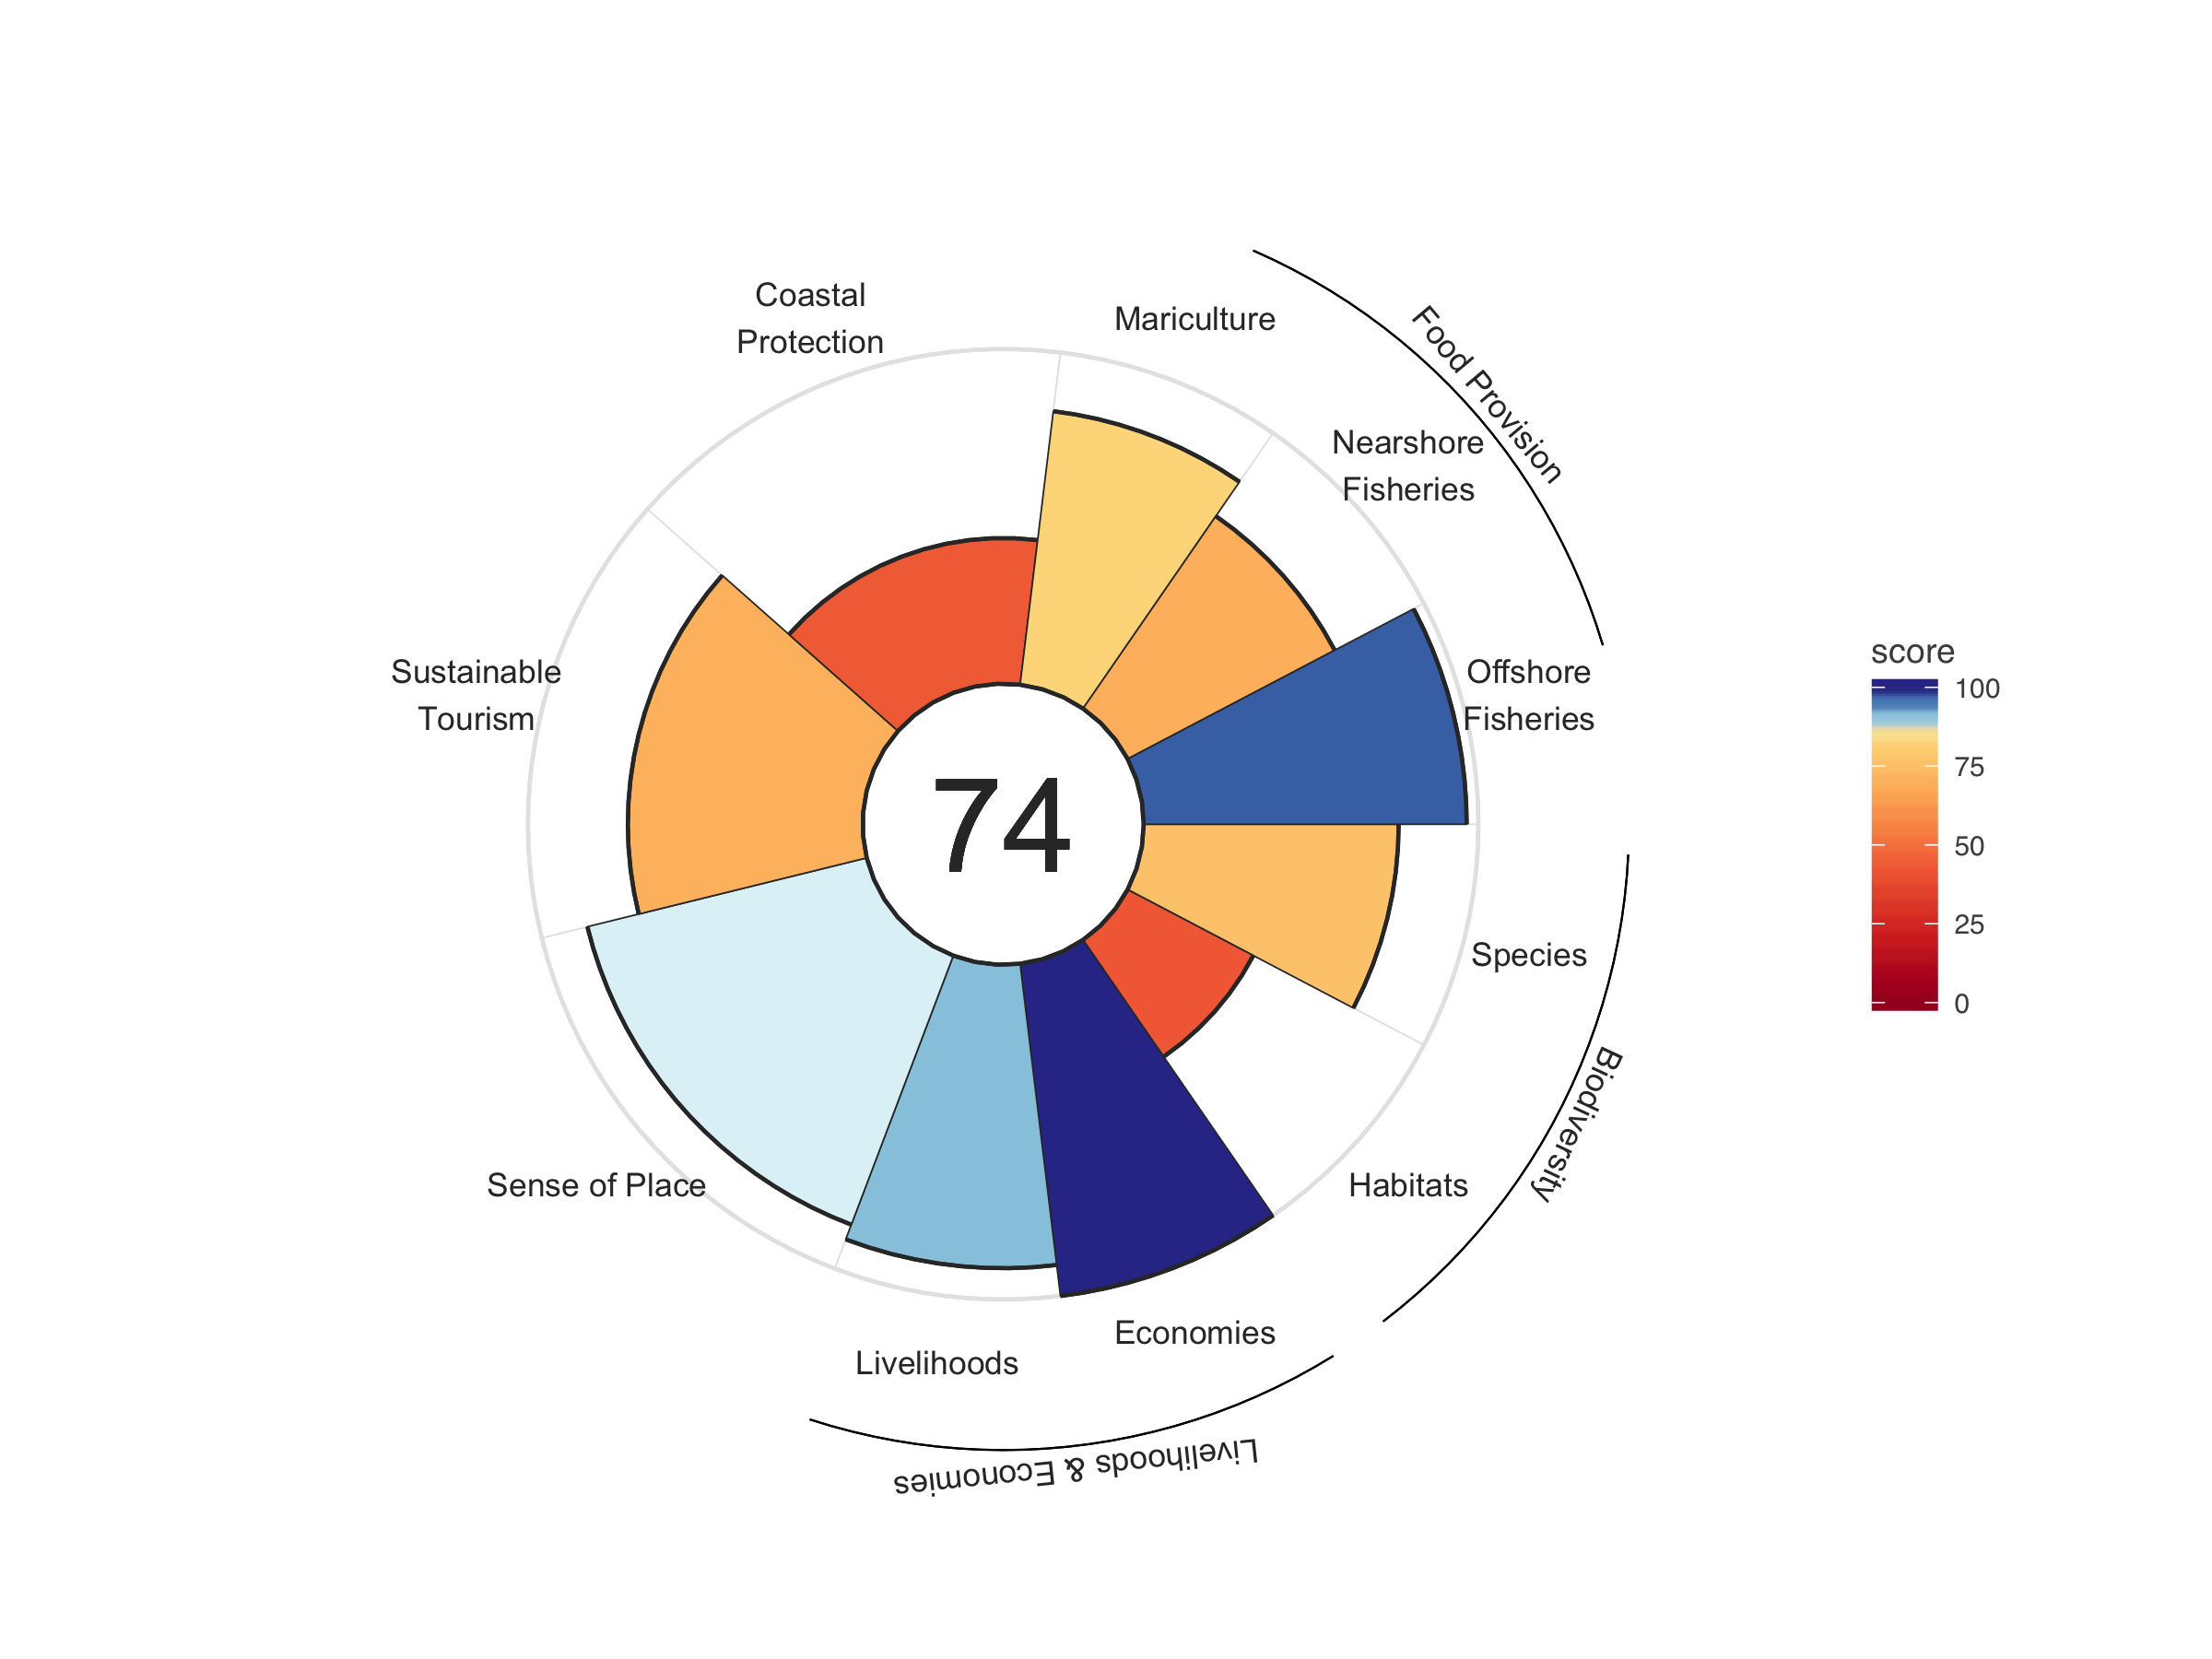 Coastal
Protection
Mariculture
Food Provision
Nearshore
Fisheries
Offshore
Fisheries
Sustainable
Tourism
74
Species
Biodiversity
Habitats
Sense of Place
Economies
Livelihoods
Livelihoods & Economies
score
100
75
50
25
0